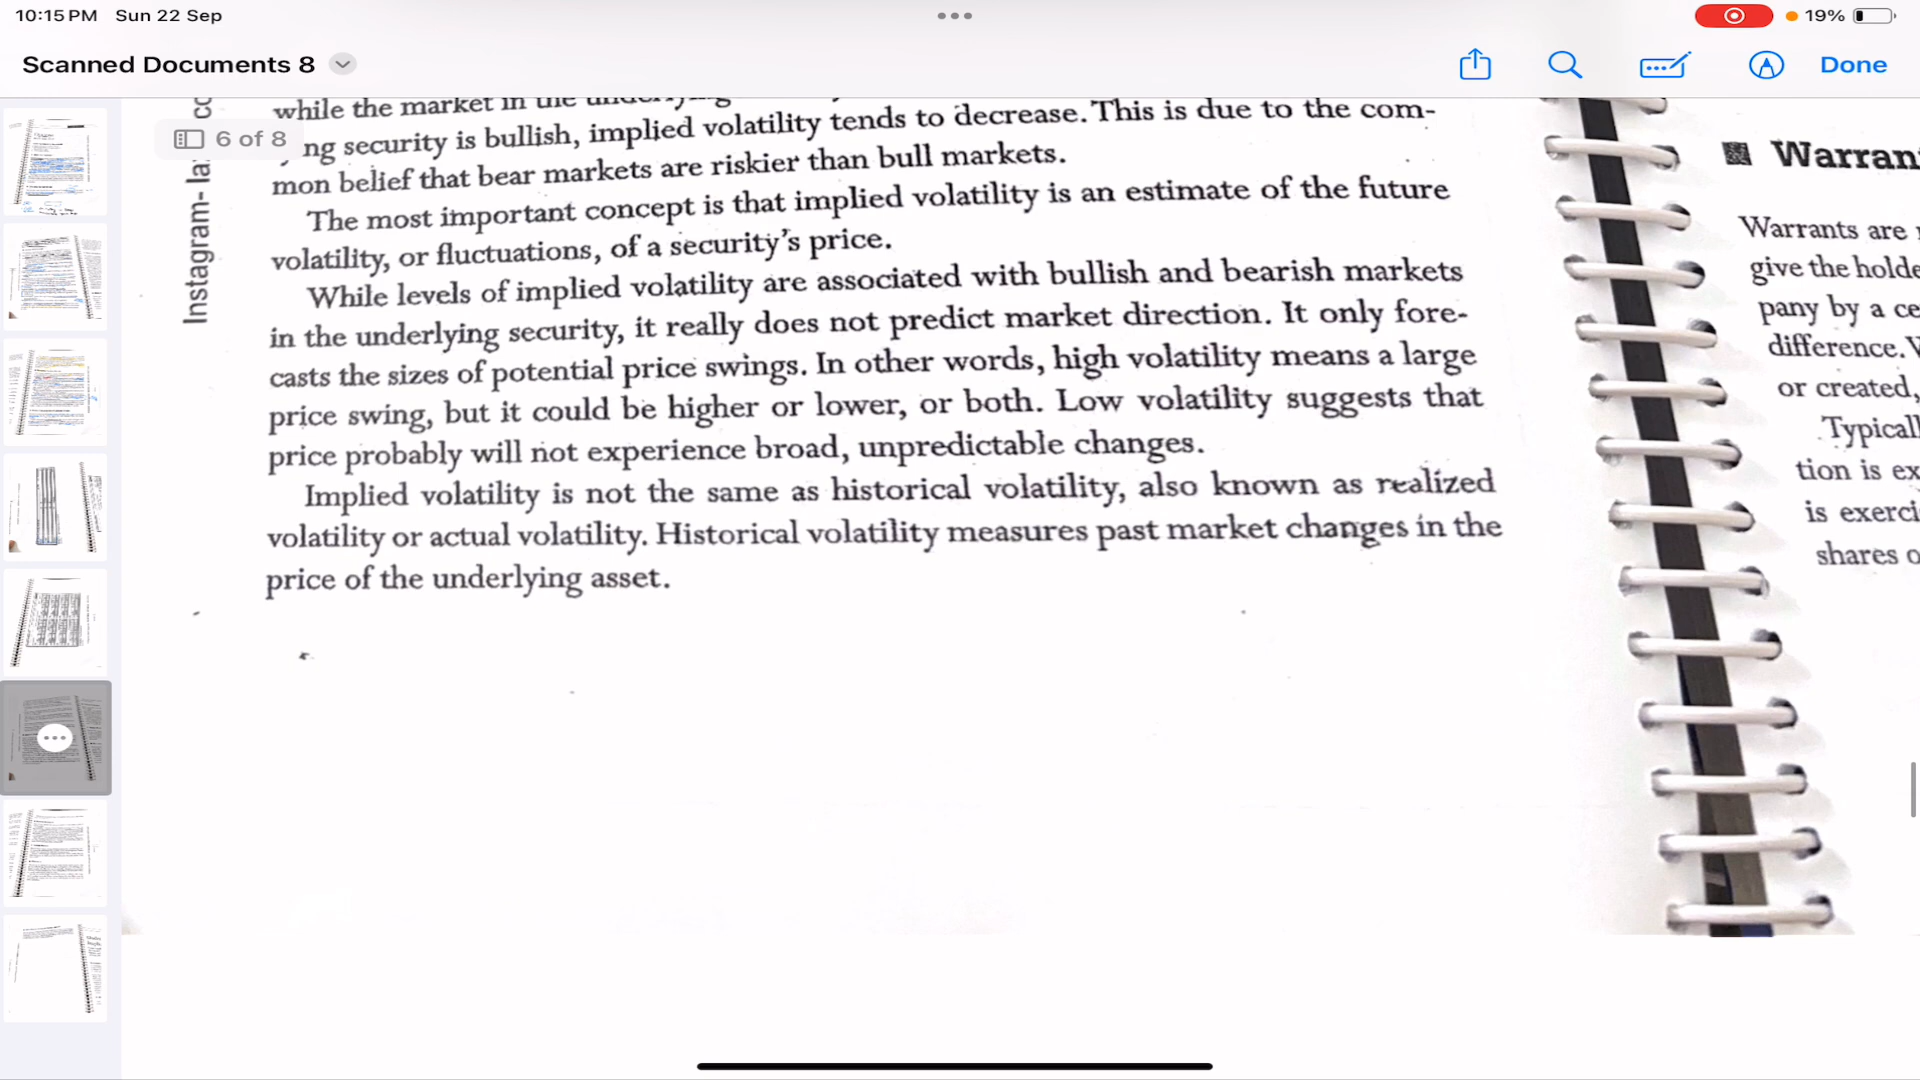 10:15 PM Sun 22 Sep
19%
Scanned Documents 8
Done
6 of 8
Instagram-
while the market in the
ng security is bullish, implied volatility tends to decrease. This is due to the com-
mon belief that bear markets are riskier than bull markets.
The most important concept is that implied volatility is an estimate of the future
volatility, or fluctuations, of a security's price.
While levels of implied volatility are associated with bullish and bearish markets
in the underlying security, it really does not predict market direction. It only fore-
casts the sizes of potential price swings. In other words, high volatility means a large
price swing, but it could be higher or lower, or both. Low volatility suggests that
price probably will not experience broad, unpredictable changes.
Implied volatility is not the same as historical volatility, also known as realized
volatility or actual volatility. Historical volatility measures past market changes in the
price of the underlying asset.
Warran
Warrants are
give the holde
pany by a ce
difference.
or created,
Typicall
tion is ex
is exerci
shares o